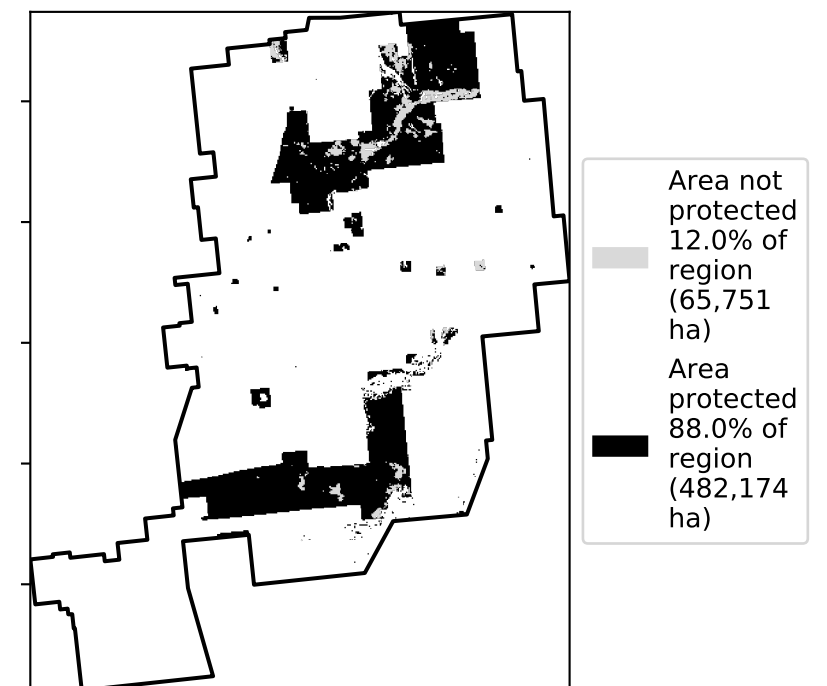 Area not
protected
12.0% of
region
(65,751
ha)
Area
protected
88.0% of
region
(482,174
ha)